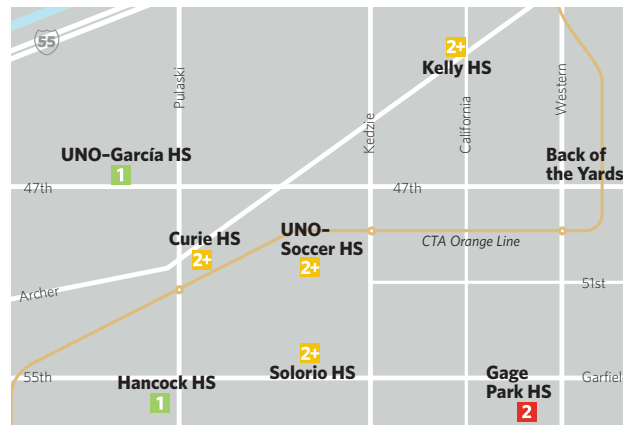 55
2+
Kelly HS
Pulaski
Kedzie
California
Western
UNO–García HS
1
Back of
the Yards
47th
47th
Curie HS
2+
UNO–
Soccer HS
2+
CTA Orange Line
Archer
51st
2+
Solorio HS
55th
Hancock HS
1
Gage
Park HS
2
Garfiel